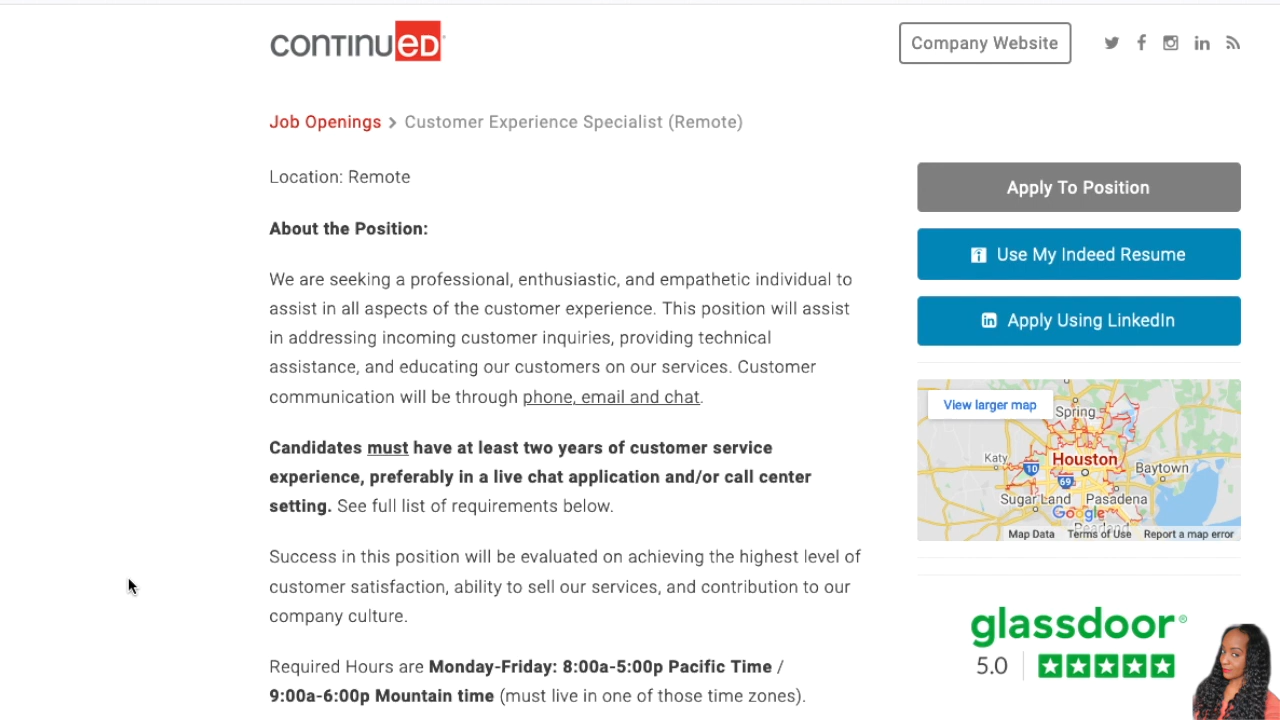 continued
Company Website
Job Openings > Customer Experience Specialist (Remote)
Location: Remote
About the Position:
We are seeking a professional, enthusiastic, and empathetic individual to
assist in all aspects of the customer experience. This position will assist
in addressing incoming customer inquiries, providing technical
assistance, and educating our customers on our services. Customer
communication will be through phone, email and chat.
Candidates must have at least two years of customer service
experience, preferably in a live chat application and/or call center
setting. See full list of requirements below.
Success in this position will be evaluated on achieving the highest level of
customer satisfaction, ability to sell our services, and contribution to our
company culture.
Required Hours are Monday-Friday: 8:00a-5:00p Pacific Time /
9:00a-6:00p Mountain time (must live in one of those time zones).
Apply To Position
Use My Indeed Resume
Apply Using LinkedIn
View larger map
Spring
Katy
Houston
10
69
Baytown
Sugar Land
Pasadena
Google
Pearland
Map Data
Terms of Use
Report a map error
glassdoor®
5.0